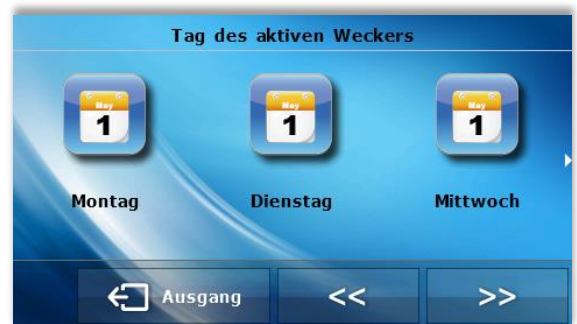 Tag des aktiven Weckers
May
1
May
1
May
1
Montag
Dienstag
Mittwoch
Ausgang
<<
>>